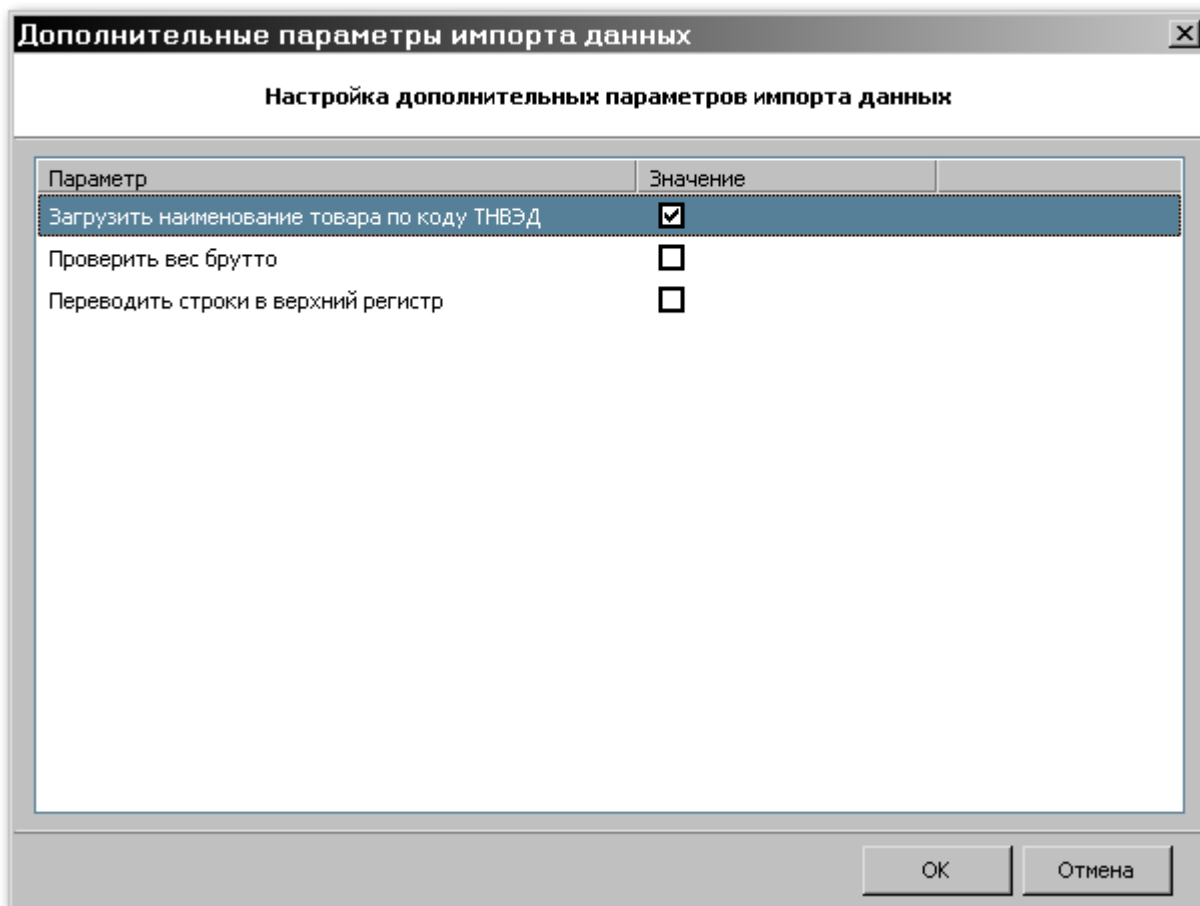 Дополнительные параметры импорта данных
Настройка дополнительных параметров импорта данных
Параметр Значение
Загрузить наименование товара по коду ТНВЭД
Проверить вес брутто
Переводить строки в верхний регистр
OK Отмена